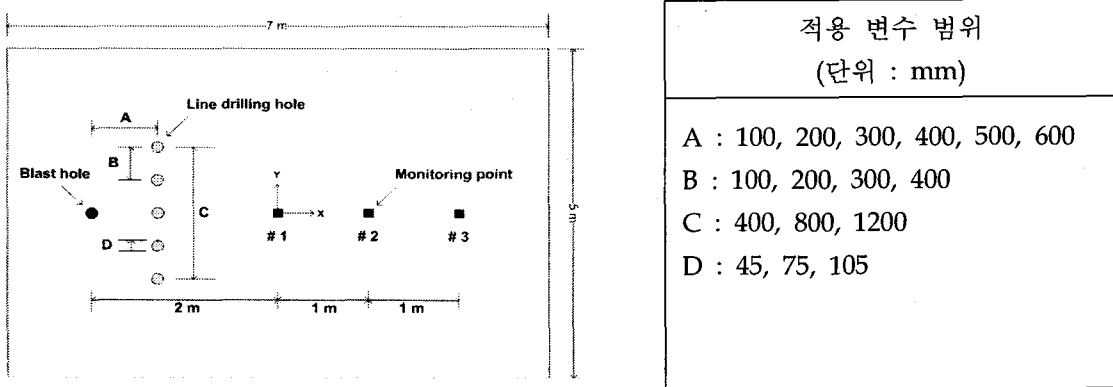 7 m
Line drilling hole
A
B
Blast hole
Monitoring point
Y
C
X
5 m
D
# 1
# 2
# 3
2 m
1 m
1 m
적용 변수 범위
(단위 : mm)
A : 100, 200, 300, 400, 500, 600
B : 100, 200, 300, 400
C : 400, 800, 1200
D : 45, 75, 105